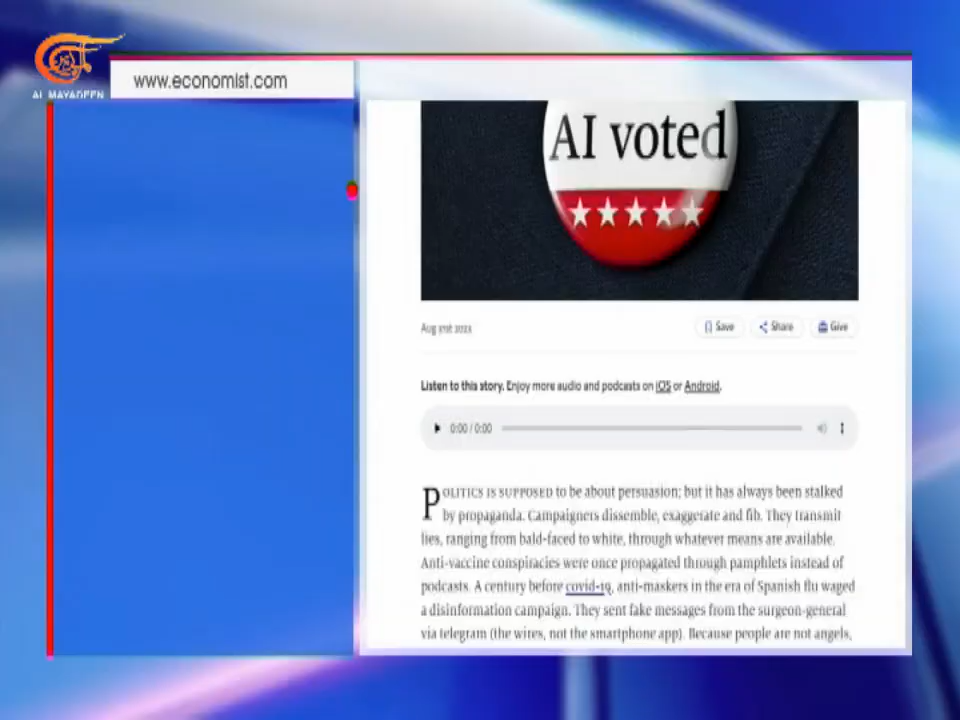 AL MAYADEEN
www.economist.com
AI voted
Aug 31st 2023
Save
Share
Give
Listen to this story. Enjoy more audio and podcasts on iOS or Android.
0:00 / 0:00
POLITICS IS SUPPOSED to be about persuasion; but it has always been stalked
by propaganda. Campaigners dissemble, exaggerate and fib. They transmit
lies, ranging from bald-faced to white, through whatever means are available.
Anti-vaccine conspiracies were once propagated through pamphlets instead of
podcasts. A century before covid-19, anti-maskers in the era of Spanish flu waged
a disinformation campaign. They sent fake messages from the surgeon-general
via telegram (the wires, not the smartphone app). Because people are not angels,